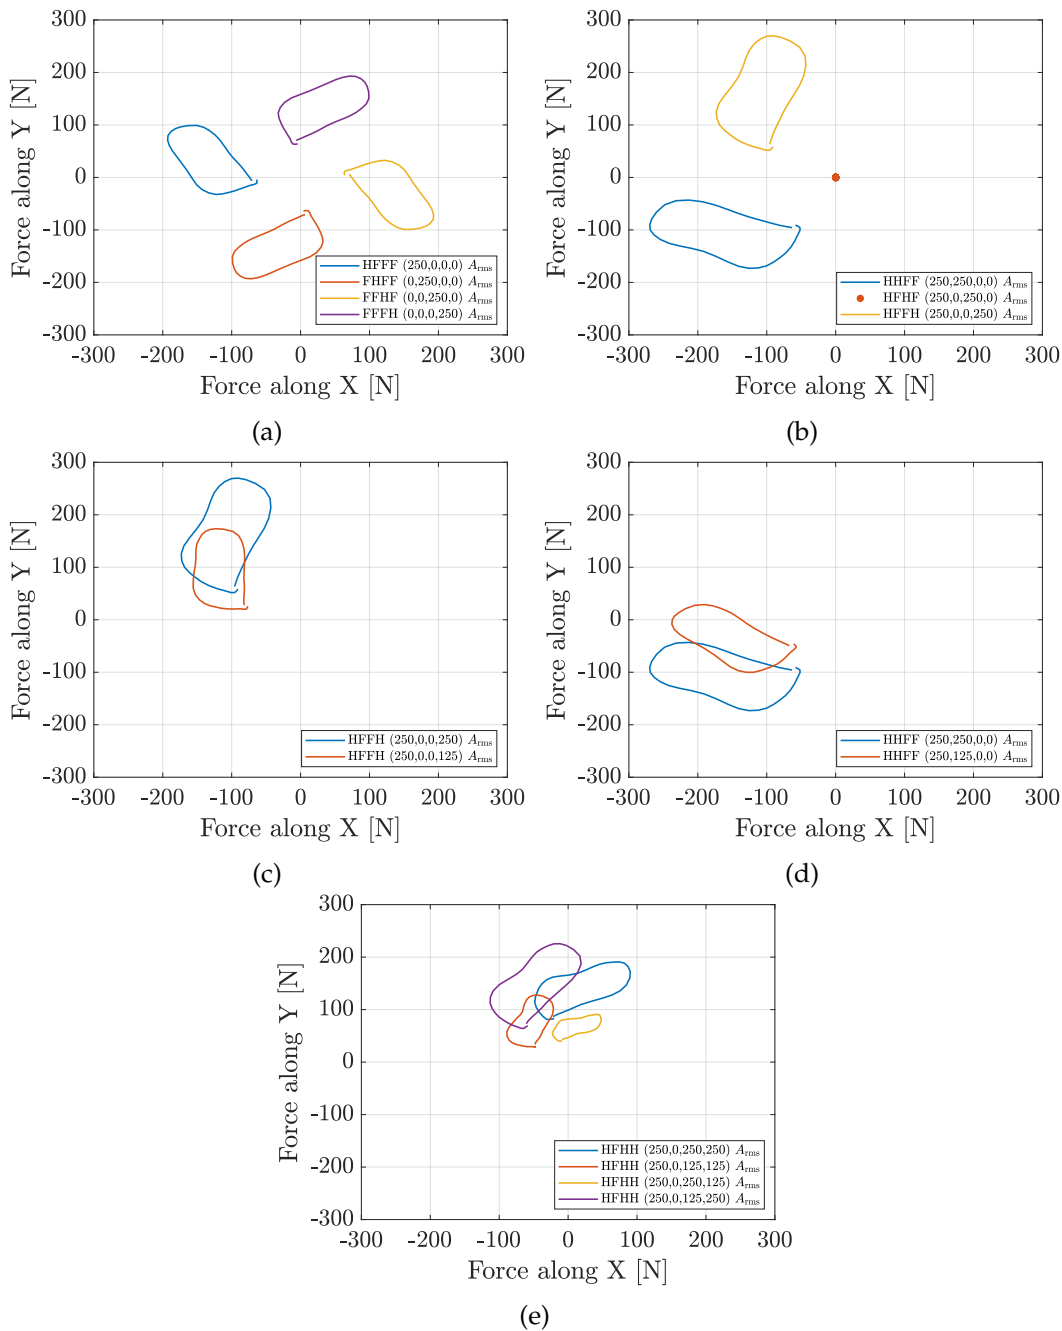 300
200
100
0
-100
-200
-300
Force along Y [N]
HFFF (250,0,0,0) Arms
FHFF (0,250,0,0) Arms
FFHF (0,0,250,0) Arms
FFFH (0,0,0,250) Arms
-300 -200 -100 0 100 200 300
Force along X [N]
(a)
300
200
100
0
-100
-200
-300
Force along Y [N]
HHFF (250,250,0,0) Arms
HFHF (250,0,250,0) Arms
HFFH (250,0,0,250) Arms
-300 -200 -100 0 100 200 300
Force along X [N]
(b)
300
200
100
0
-100
-200
-300
Force along Y [N]
HFFH (250,0,0,250) Arms
HFFH (250,0,0,125) Arms
-300 -200 -100 0 100 200 300
Force along X [N]
(c)
300
200
100
0
-100
-200
-300
Force along Y [N]
HHFF (250,250,0,0) Arms
HHFF (250,125,0,0) Arms
-300 -200 -100 0 100 200 300
Force along X [N]
(d)
300
200
100
0
-100
-200
-300
Force along Y [N]
HFHH (250,0,250,250) Arms
HFHH (250,0,125,125) Arms
HFHH (250,0,250,125) Arms
HFHH (250,0,125,250) Arms
-300 -200 -100 0 100 200 300
Force along X [N]
(e)